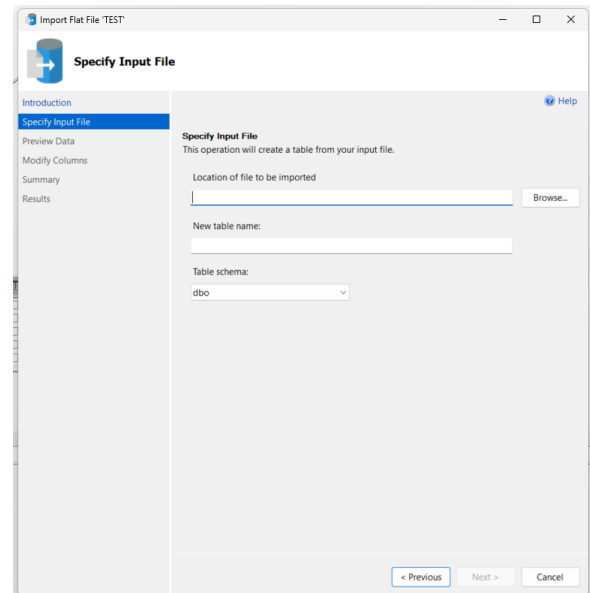 Import Flat File 'TEST'
Specify Input File
Help
Introduction
Specify Input File
Preview Data
Modify Columns
Summary
Results
Specify Input File
This operation will create a table from your input file.
Location of file to be imported
Browse...
New table name:
Table schema:
dbo
< Previous
Next >
Cancel